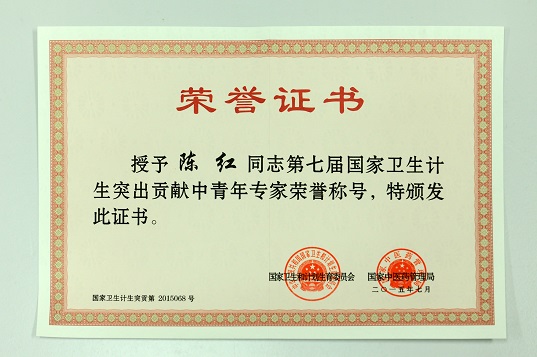 荣誉证书
授予 陈 红 同志第七届国家卫生计
生突出贡献中青年专家荣誉称号，特颁发
此证书。
国家卫生和计划生育委员会 国家中医药管理局
二〇一五年七月
国家卫生计生突贡第 2015068 号